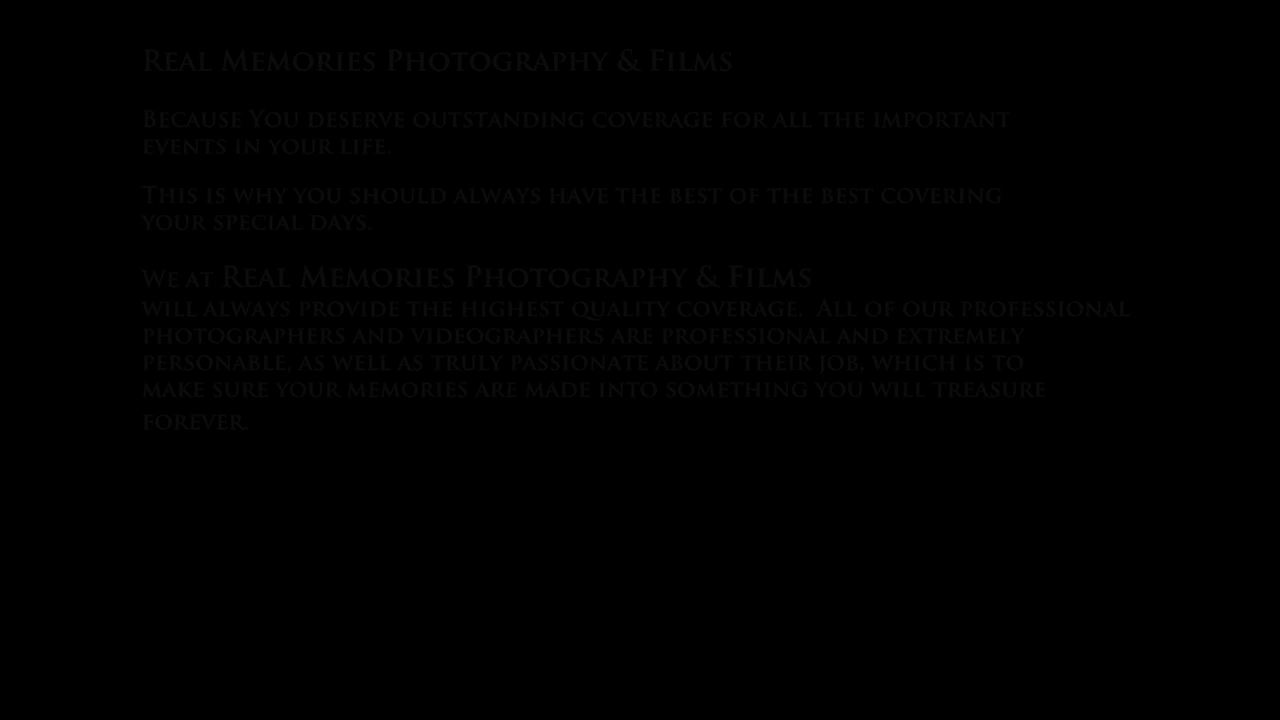 Real Memories Photography & Films
Because You deserve outstanding coverage for all the important
events in your life.
This is why you should always have the best of the best covering
your special days.
We at Real Memories Photography & Films
will always provide the highest quality coverage. All of our professional
photographers and videographers are professional and extremely
personable, as well as truly passionate about their job, which is to
make sure your memories are made into something you will treasure
forever.